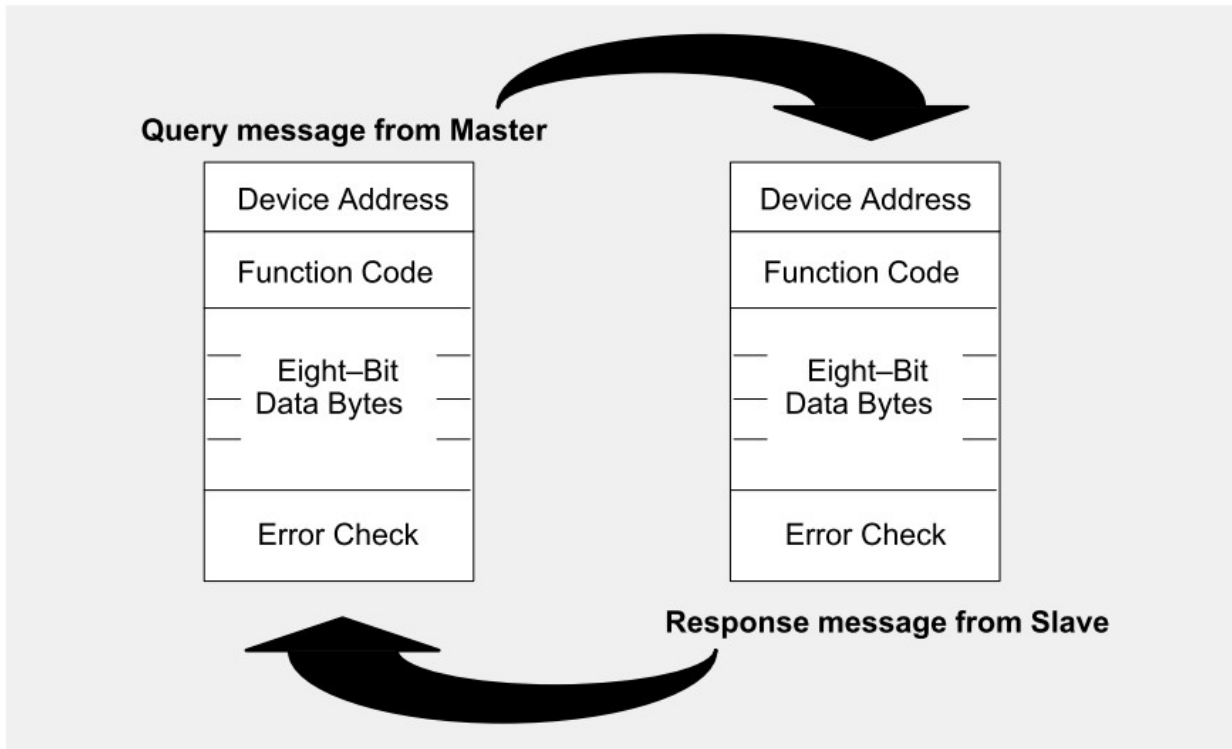 Query message from Master
Device Address
Function Code
Eight–Bit
Data Bytes
Error Check
Device Address
Function Code
Eight–Bit
Data Bytes
Error Check
Response message from Slave